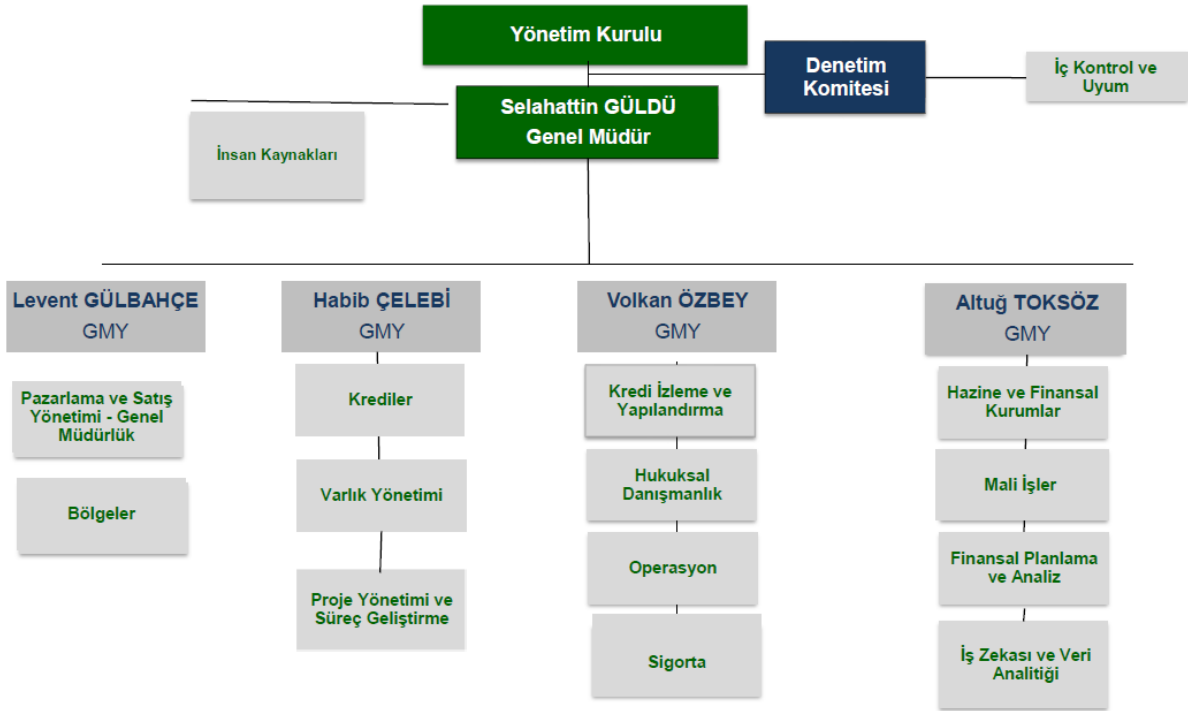 Yönetim Kurulu
Denetim
Komitesi
İç Kontrol ve
Uyum
Selahattin GÜLDÜ
Genel Müdür
İnsan Kaynakları
Levent GÜLBAHÇE
GMY
Pazarlama ve Satış
Yönetimi - Genel
Müdürlük
Bölgeler
Habib ÇELEBİ
GMY
Krediler
Varlık Yönetimi
Proje Yönetimi ve
Süreç Geliştirme
Volkan ÖZBEY
GMY
Kredi İzleme ve
Yapılandırma
Hukuksal
Danışmanlık
Operasyon
Sigorta
Altuğ TOKSÖZ
GMY
Hazine ve Finansal
Kurumlar
Mali İşler
Finansal Planlama
ve Analiz
İş Zekası ve Veri
Analitiği